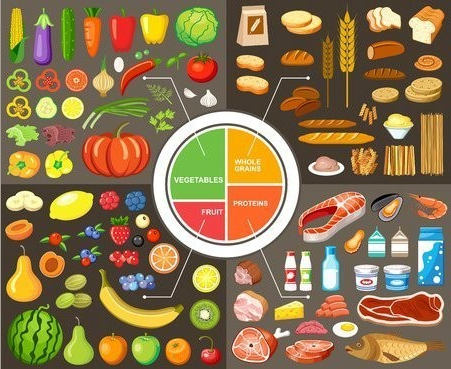 VEGETABLES
WHOLE
GRAINS
FRUIT
PROTEINS